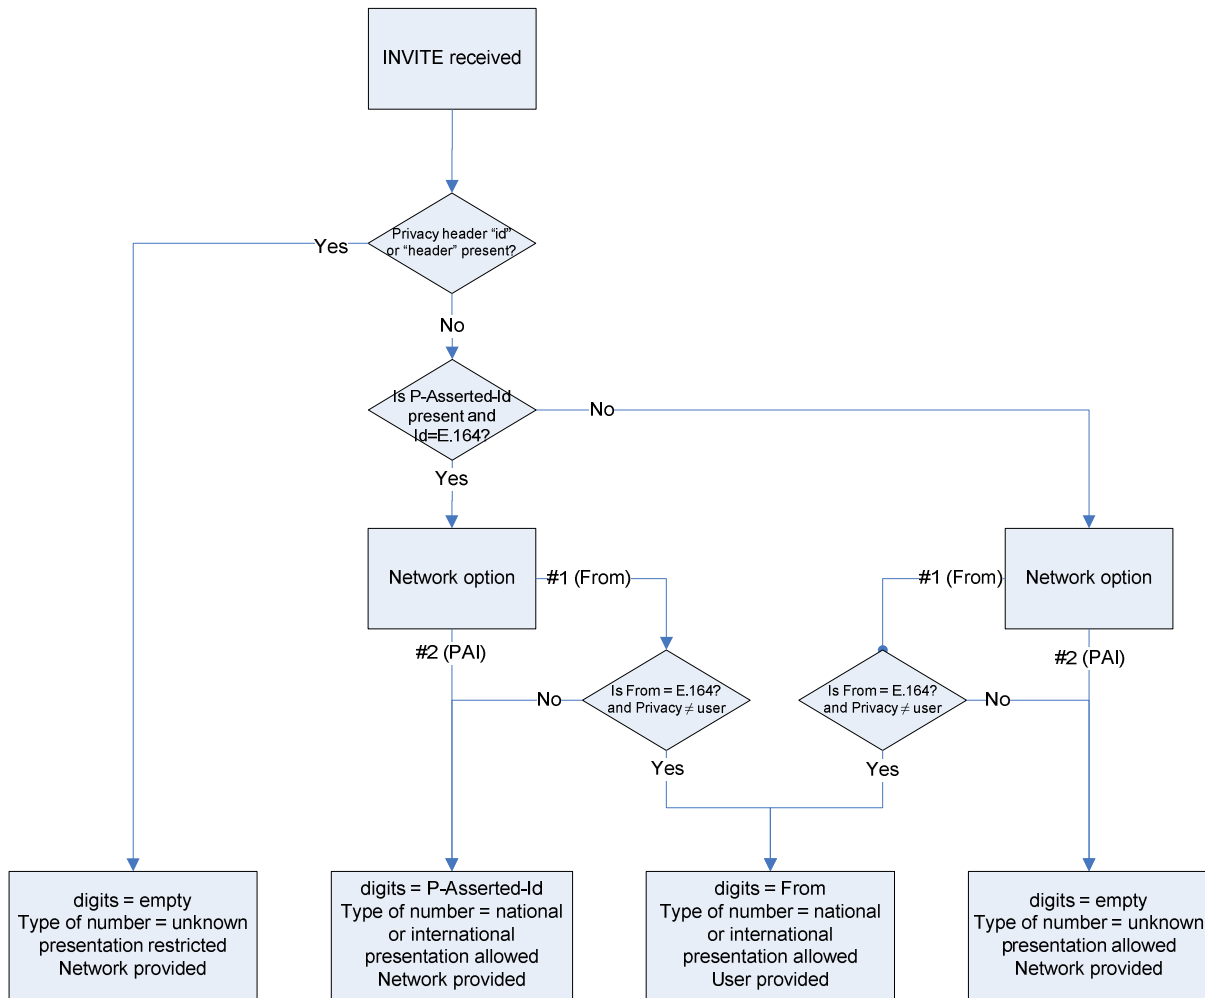 INVITE received
Privacy header “id”
or “header” present?
Yes
No
Is P-Asserted-Id
present and
Id=E.164?
No
Yes
Network option
#1 (From)
#2 (PAI)
#1 (From)
Network option
#2 (PAI)
Is From = E.164?
and Privacy ≠ user
No
Yes
Is From = E.164?
and Privacy ≠ user
No
Yes
digits = empty
Type of number = unknown
presentation restricted
Network provided
digits = P-Asserted-Id
Type of number = national
or international
presentation allowed
Network provided
digits = From
Type of number = national
or international
presentation allowed
User provided
digits = empty
Type of number = unknown
presentation allowed
Network provided